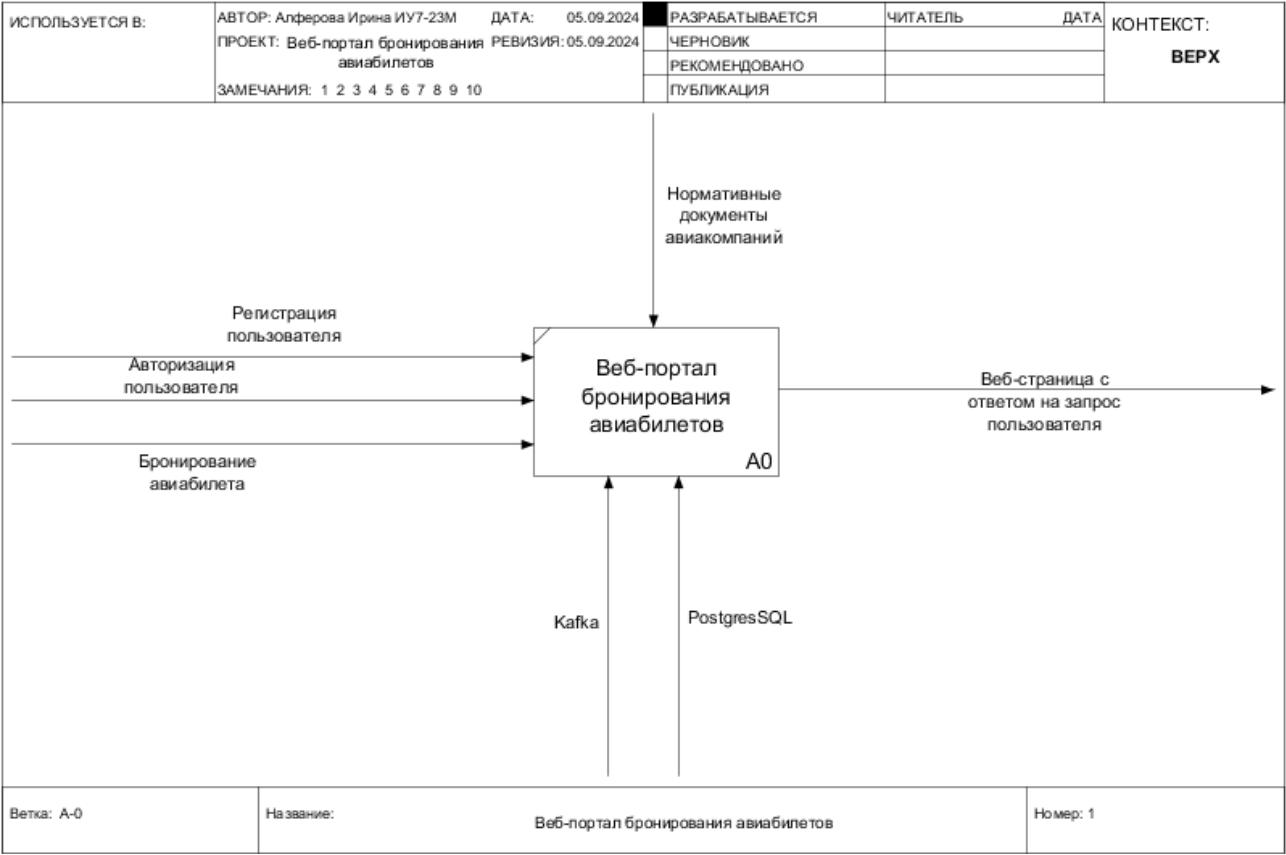 ИСПОЛЬЗУЕТСЯ В:
АВТОР: Алферова Ирина ИУ7-23М ДАТА: 05.09.2024
ПРОЕКТ: Веб-портал бронирования РЕВИЗИЯ: 05.09.2024
авиабилетов
ЗАМЕЧАНИЯ: 1 2 3 4 5 6 7 8 9 10
РАЗРАБАТЫВАЕТСЯ
ЧЕРНОВИК
РЕКОМЕНДОВАНО
ПУБЛИКАЦИЯ
ЧИТАТЕЛЬ ДАТА
КОНТЕКСТ:
ВЕРХ
Нормативные
документы
авиакомпаний
Регистрация
пользователя
Авторизация
пользователя
Бронирование
авиабилета
Веб-портал
бронирования
авиабилетов
A0
Веб-страница с
ответом на запрос
пользователя
Kafka
PostgresSQL
Ветка: A-0
Название:
Веб-портал бронирования авиабилетов
Номер: 1